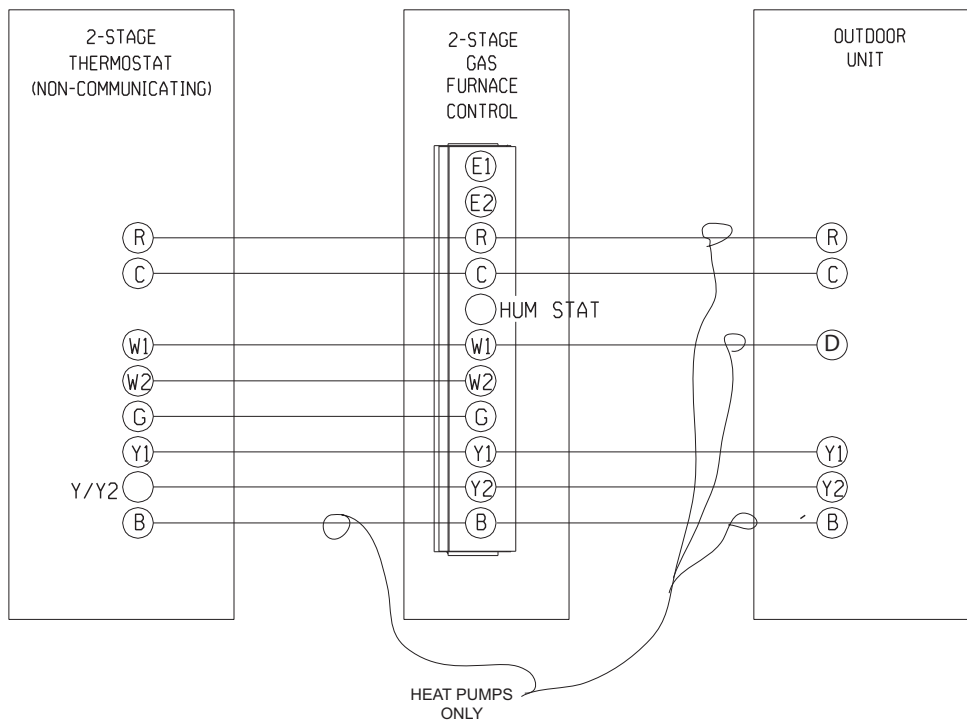 2-STAGE
THERMOSTAT
(NON-COMMUNICATING)
R
C
W1
W2
G
Y1
Y/Y2
B
2-STAGE
GAS
FURNACE
CONTROL
E1
E2
R
C
HUM STAT
W1
W2
G
Y1
Y2
B
OUTDOOR
UNIT
R
C
D
Y1
Y2
B
HEAT PUMPS
ONLY